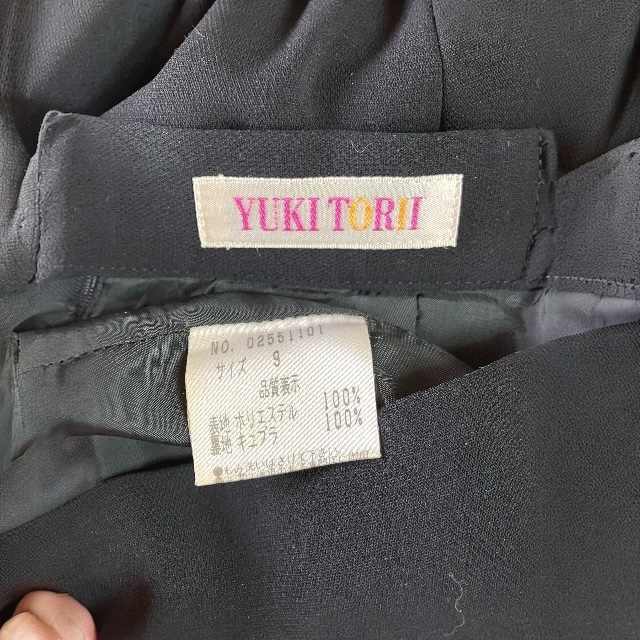 YUKI TORII
NO. 02551101
サイズ 9
品質表示
表地 ポリエステル 100%
裏地 キュプラ 100%